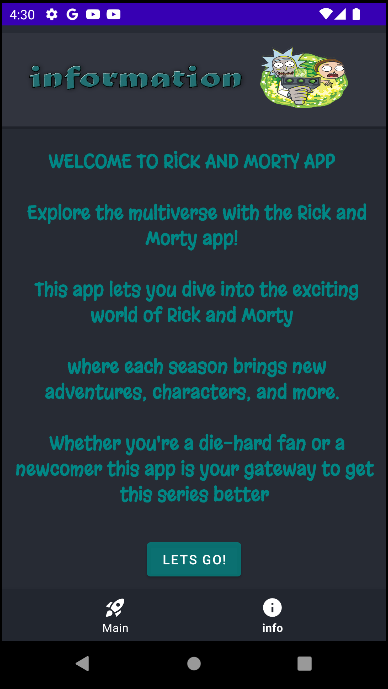 4:30
information
WELCOME TO RICK AND MORTY APP
Explore the multiverse with the Rick and
Morty app!
This app lets you dive into the exciting
world of Rick and Morty
where each season brings new
adventures, characters, and more.
Whether you're a die-hard fan or a
newcomer this app is your gateway to get
this series better
LETS GO!
Main
info